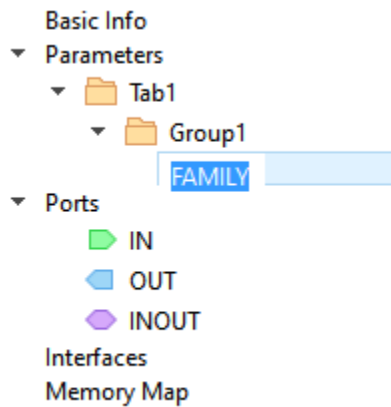 Basic Info
Parameters
Tab1
Group1
FAMILY
Ports
IN
OUT
INOUT
Interfaces
Memory Map